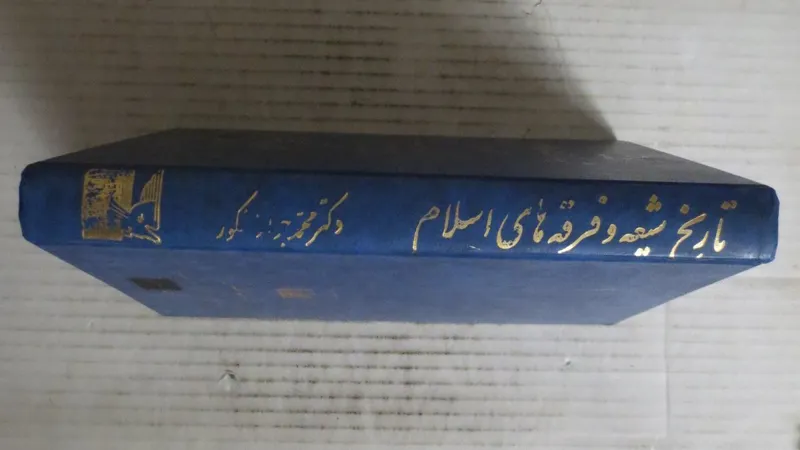 تاریخ شیعه و فرقه های اسلام
دکتر محمد جواد مشکور